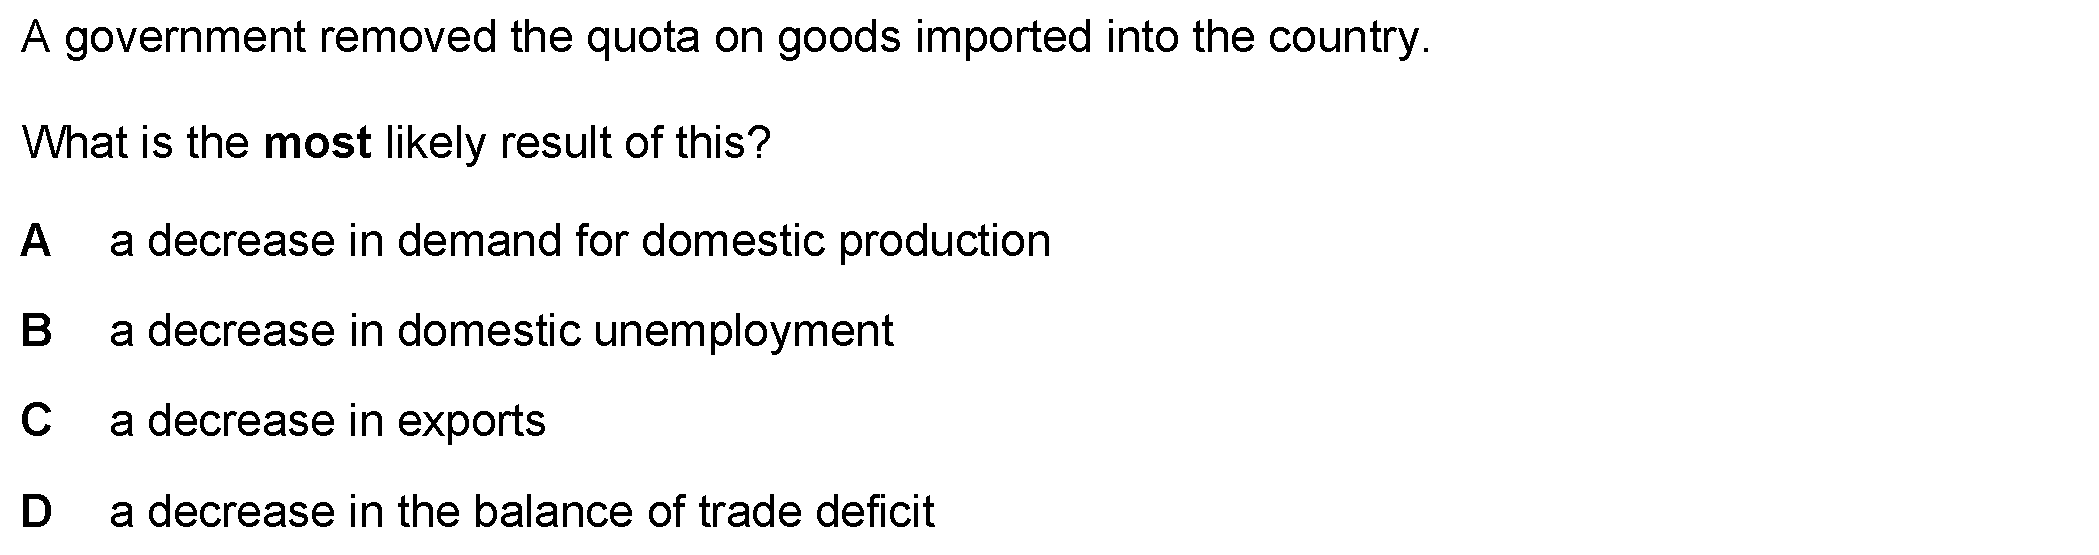 A government removed the quota on goods imported into the country.
What is the most likely result of this?
A a decrease in demand for domestic production
B a decrease in domestic unemployment
C a decrease in exports
D a decrease in the balance of trade deficit